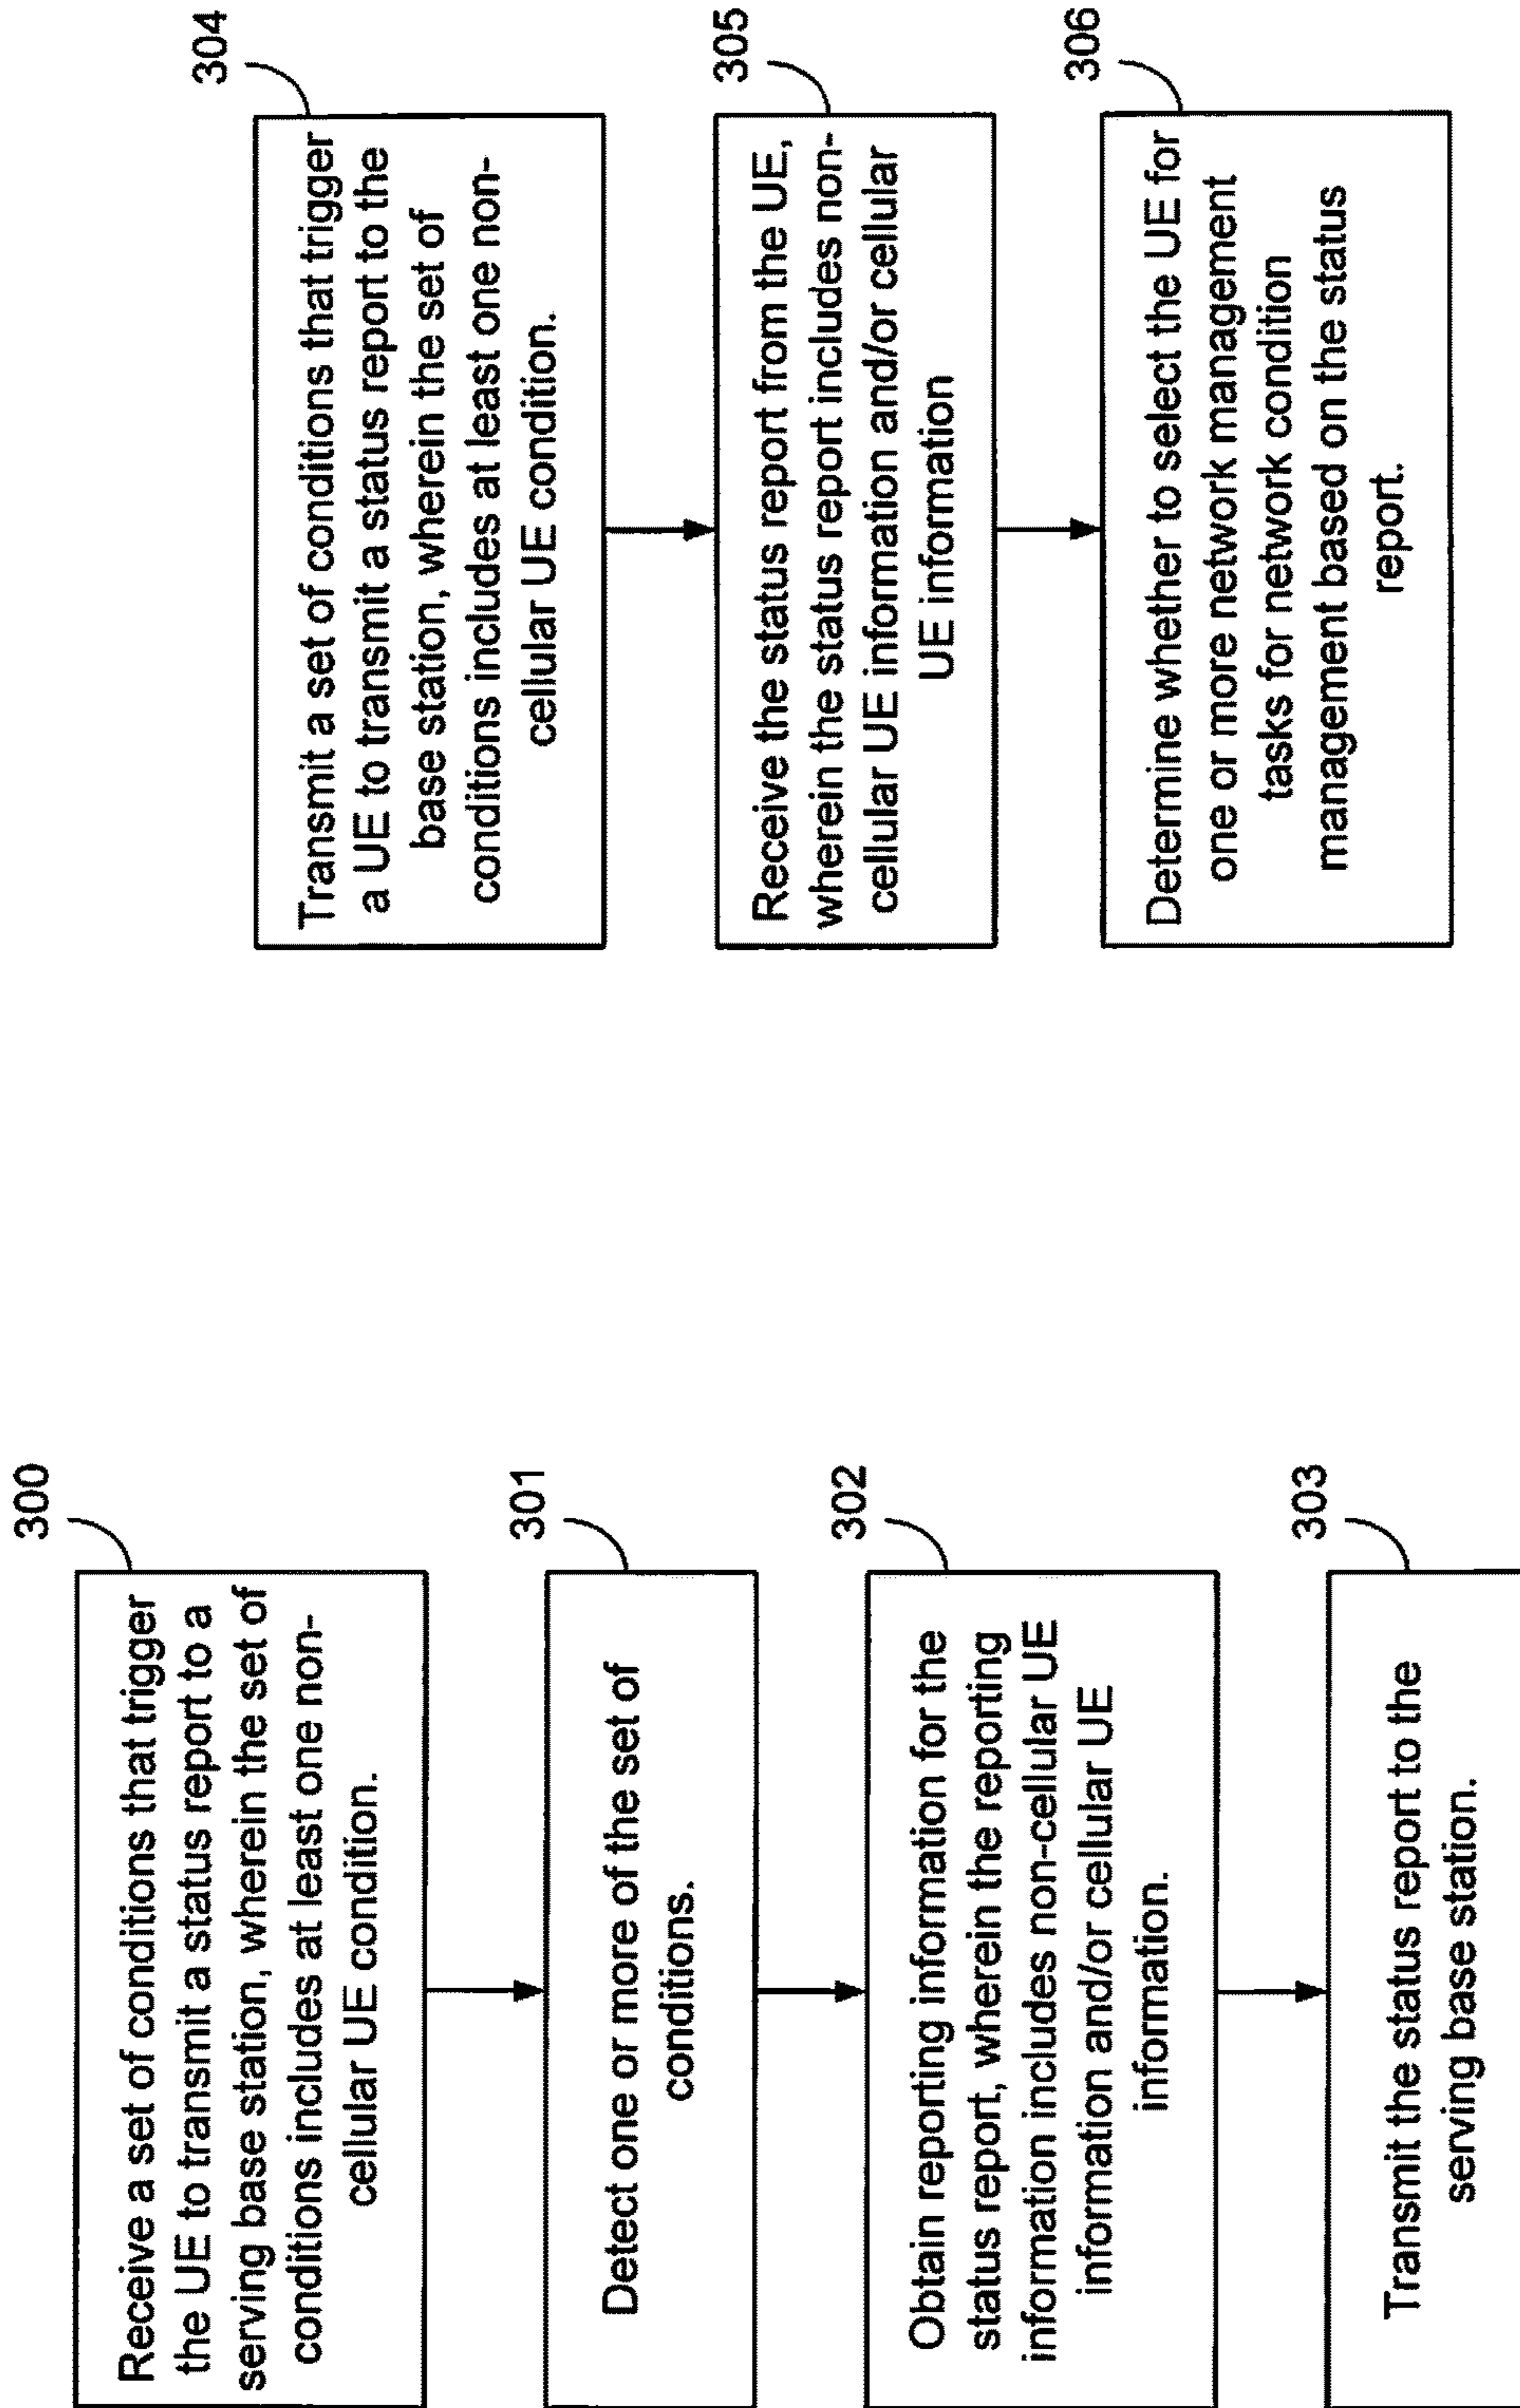 300
Receive a set of conditions that trigger
the UE to transmit a status report to a
serving base station, wherein the set of
conditions includes at least one non-
cellular UE condition.
301
Detect one or more of the set of
conditions.
302
Obtain reporting information for the
status report, wherein the reporting
information includes non-cellular UE
information and/or cellular UE
information.
303
Transmit the status report to the
serving base station.
304
Transmit a set of conditions that trigger
a UE to transmit a status report to the
base station, wherein the set of
conditions includes at least one non-
cellular UE condition.
305
Receive the status report from the UE,
wherein the status report includes non-
cellular UE information and/or cellular
UE information
306
Determine whether to select the UE for
one or more network management
tasks for network condition
management based on the status
report.